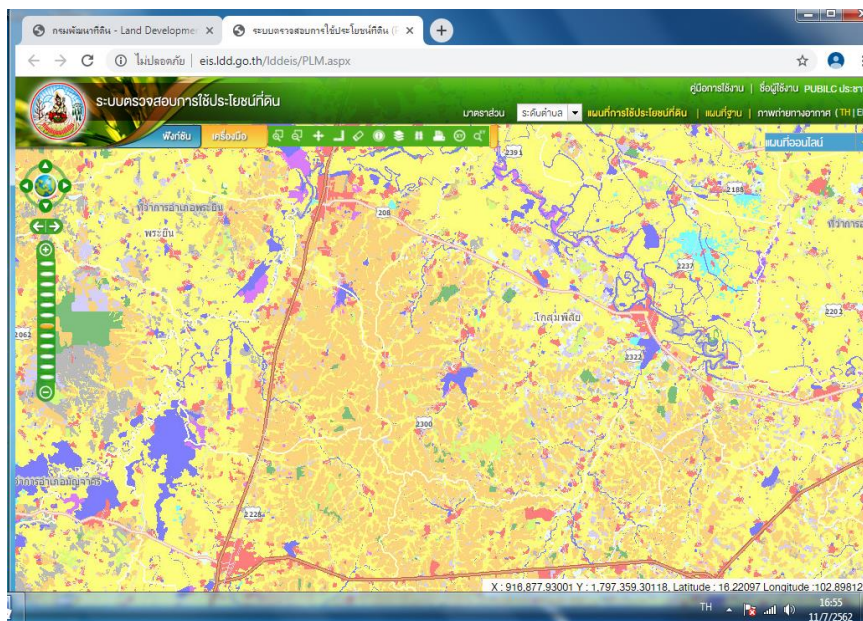 กรมพัฒนาที่ดิน - Land Developme
ระบบตรวจสอบการใช้ประโยชน์ที่ดิน (
ไม่ปลอดภัย | eis.ldd.go.th/lddeis/PLM.aspx
คู่มือการใช้งาน | ชื่อผู้ใช้งาน PUBILC ประชา
ระบบตรวจสอบการใช้ประโยชน์ที่ดิน
มาตราส่วน ระดับตำบล แผนที่การใช้ประโยชน์ที่ดิน | แผนที่ฐาน | ภาพถ่ายทางอากาศ (TH|E
ฟังก์ชัน เครื่องมือ XY
แผนที่ออนไลน์
2391
2188
ที่ว่าการอำเภอพระยืน
208
พระยืน
ที่ว่าการอ
2237
2202
โกสุมพิสัย
2062
2322
2300
ว่าการอำเภอมัญจาคีรี
2228
X : 916,877.93001 Y : 1,797,359.30118, Latitude : 16.22097 Longitude :102.89812
TH 16:55
11/7/2562